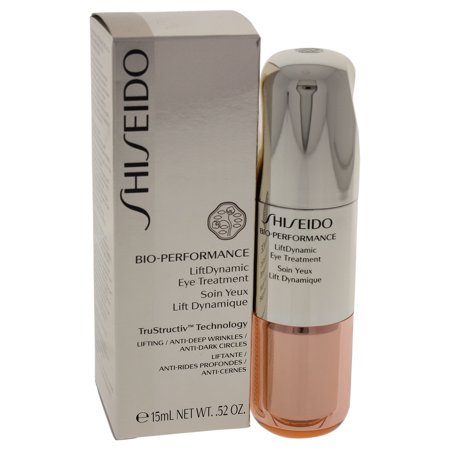 SHISEIDO
BIO-PERFORMANCE
LiftDynamic
Eye Treatment
Soin Yeux
Lift Dynamique
TruStructiv™ Technology
LIFTING / ANTI-DEEP WRINKLES /
ANTI-DARK CIRCLES
LIFTANTE /
ANTI-RIDES PROFONDES /
ANTI-CERNES
℮ 15mL NET WT. .52 OZ.
SHISEIDO
BIO-PERFORMANCE
LiftDynamic
Eye Treatment
Soin Yeux
Lift Dynamique